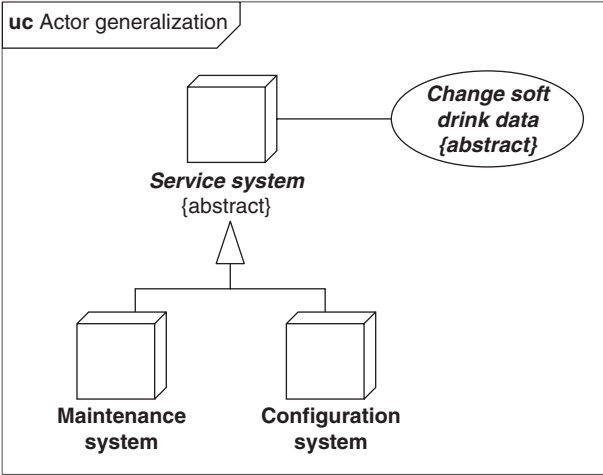 uc Actor generalization
Change soft
drink data
{abstract}
Service system
{abstract}
Maintenance
system
Configuration
system